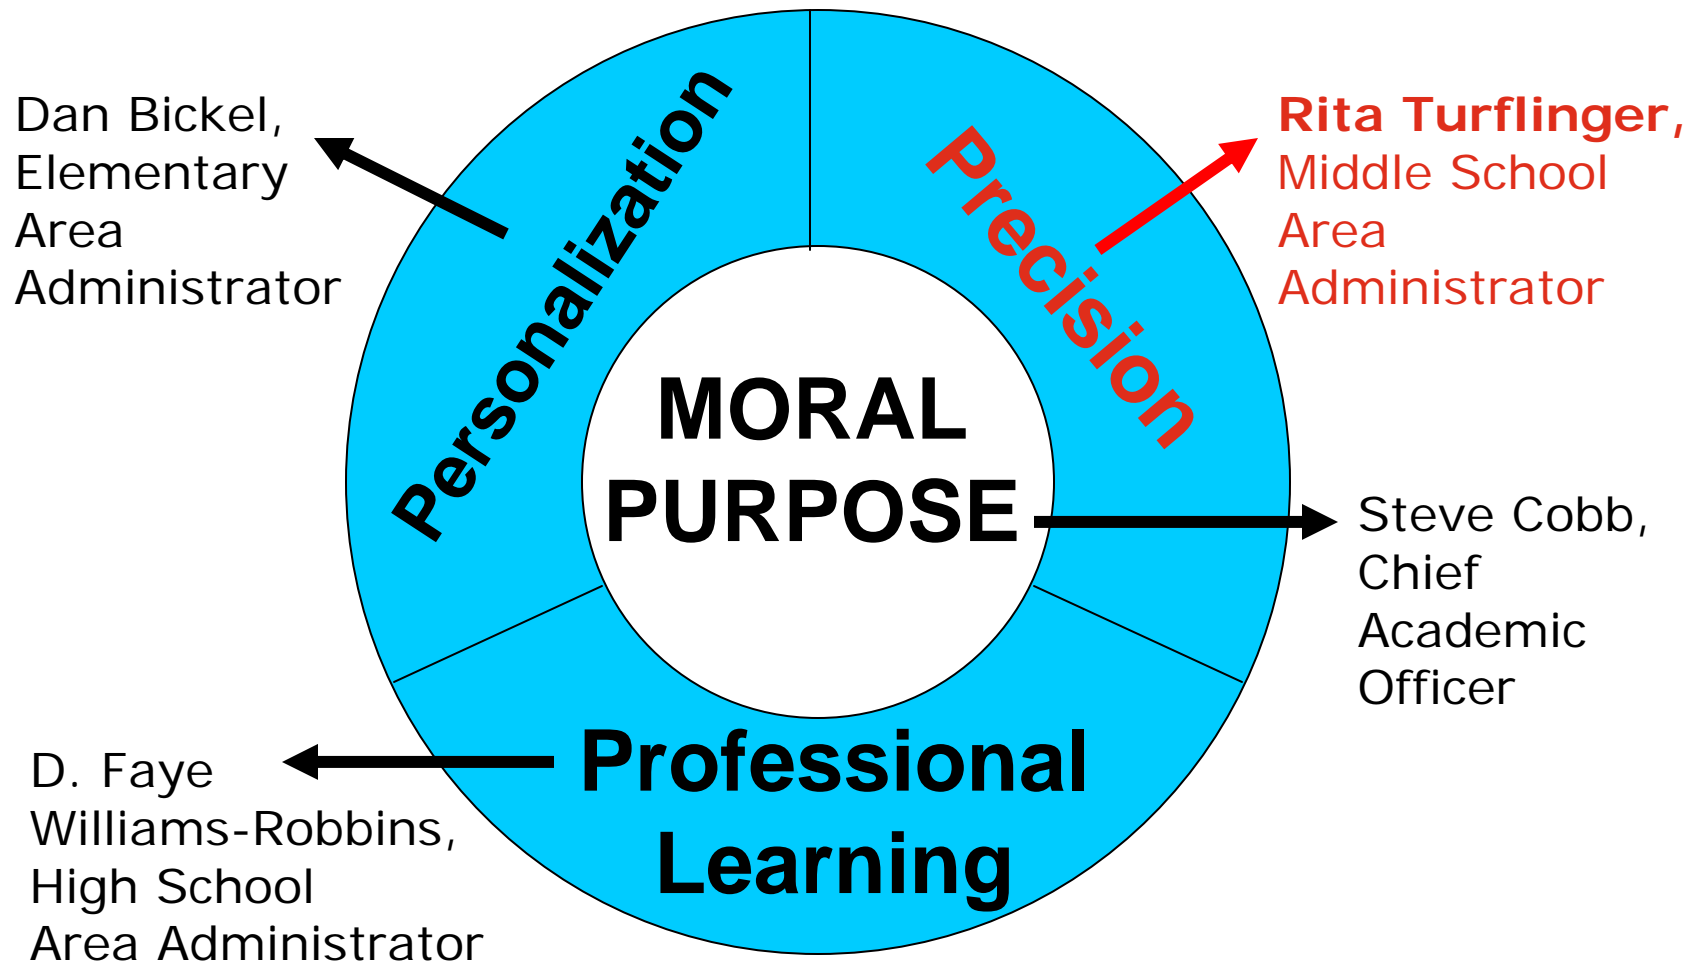 Dan Bickel,
Elementary
Area
Administrator
Personalization
Precision
Rita Turflinger,
Middle School
Area
Administrator
MORAL
PURPOSE
Steve Cobb,
Chief
Academic
Officer
D. Faye
Williams-Robbins,
High School
Area Administrator
Professional
Learning